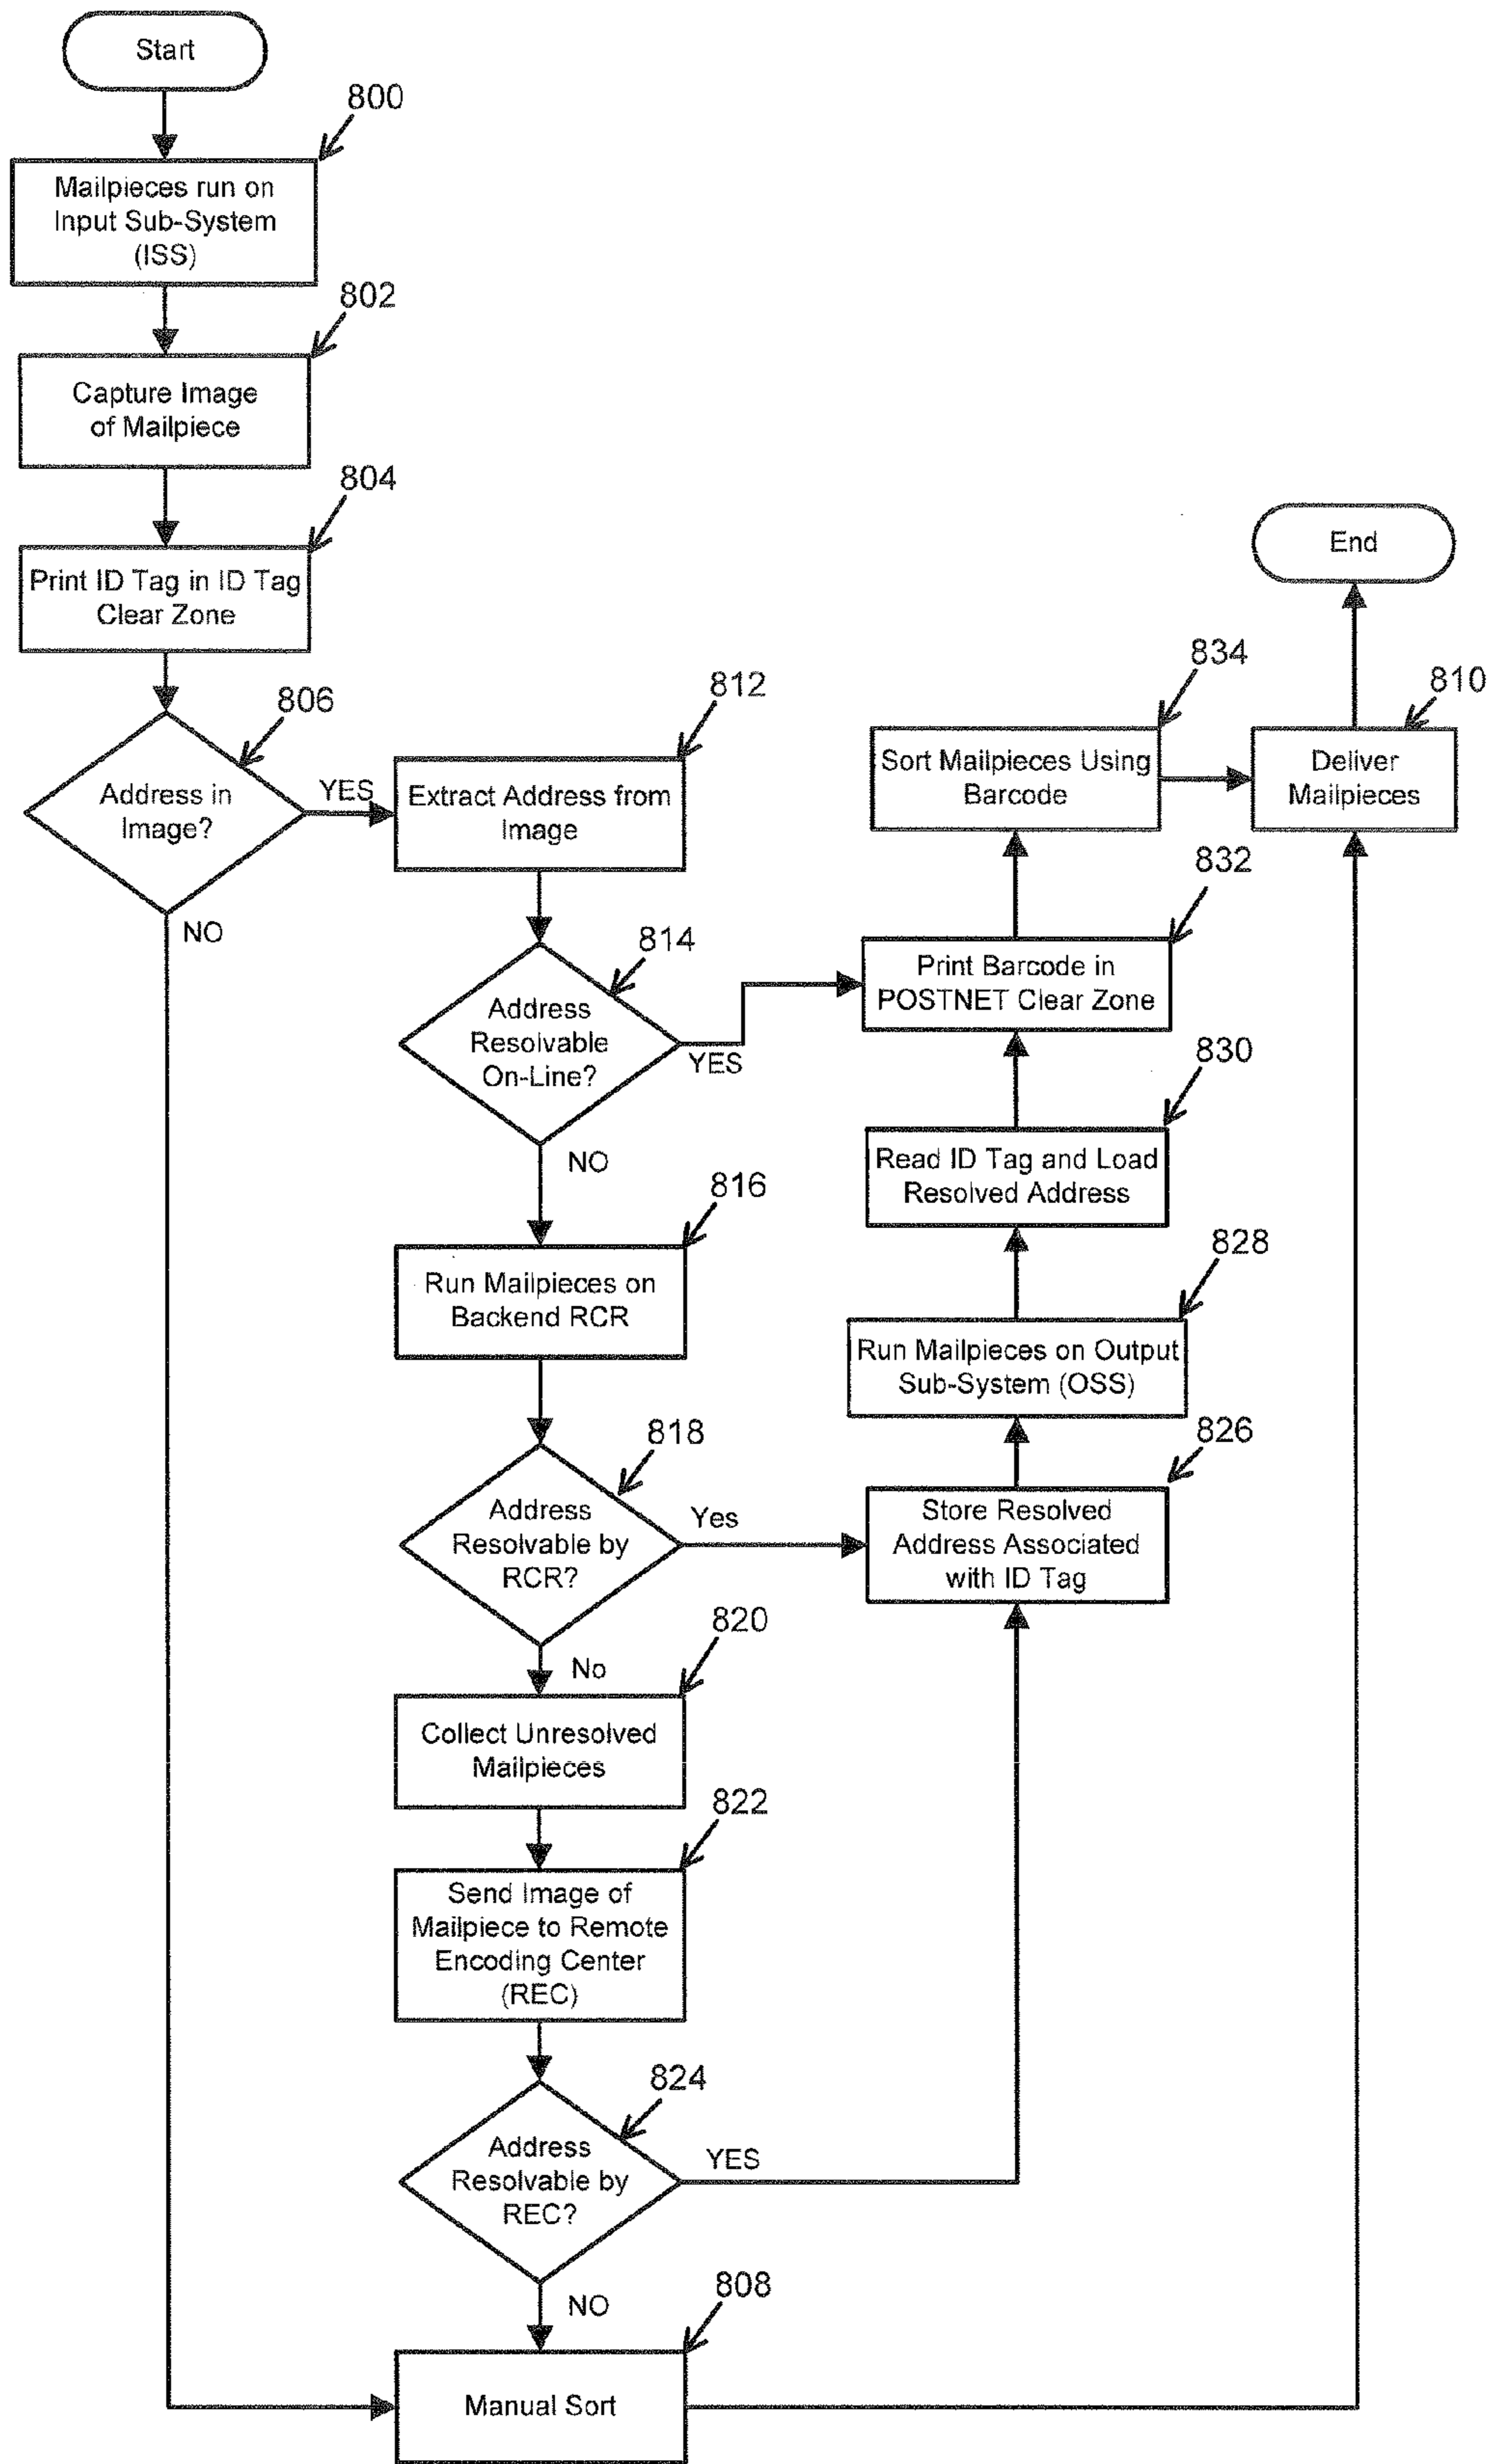 Start
800
Mailpieces run on
Input Sub-System
(ISS)
802
Capture Image
of Mailpiece
804
Print ID Tag in ID Tag
Clear Zone
806
Address in
Image?
YES
NO
812
Extract Address from
Image
814
Address
Resolvable
On-Line?
YES
NO
816
Run Mailpieces on
Backend RCR
818
Address
Resolvable by
RCR?
Yes
No
820
Collect Unresolved
Mailpieces
822
Send Image of
Mailpiece to Remote
Encoding Center
(REC)
824
Address
Resolvable by
REC?
YES
NO
808
Manual Sort
826
Store Resolved
Address Associated
with ID Tag
828
Run Mailpieces on Output
Sub-System (OSS)
830
Read ID Tag and Load
Resolved Address
832
Print Barcode in
POSTNET Clear Zone
834
Sort Mailpieces Using
Barcode
810
Deliver
Mailpieces
End